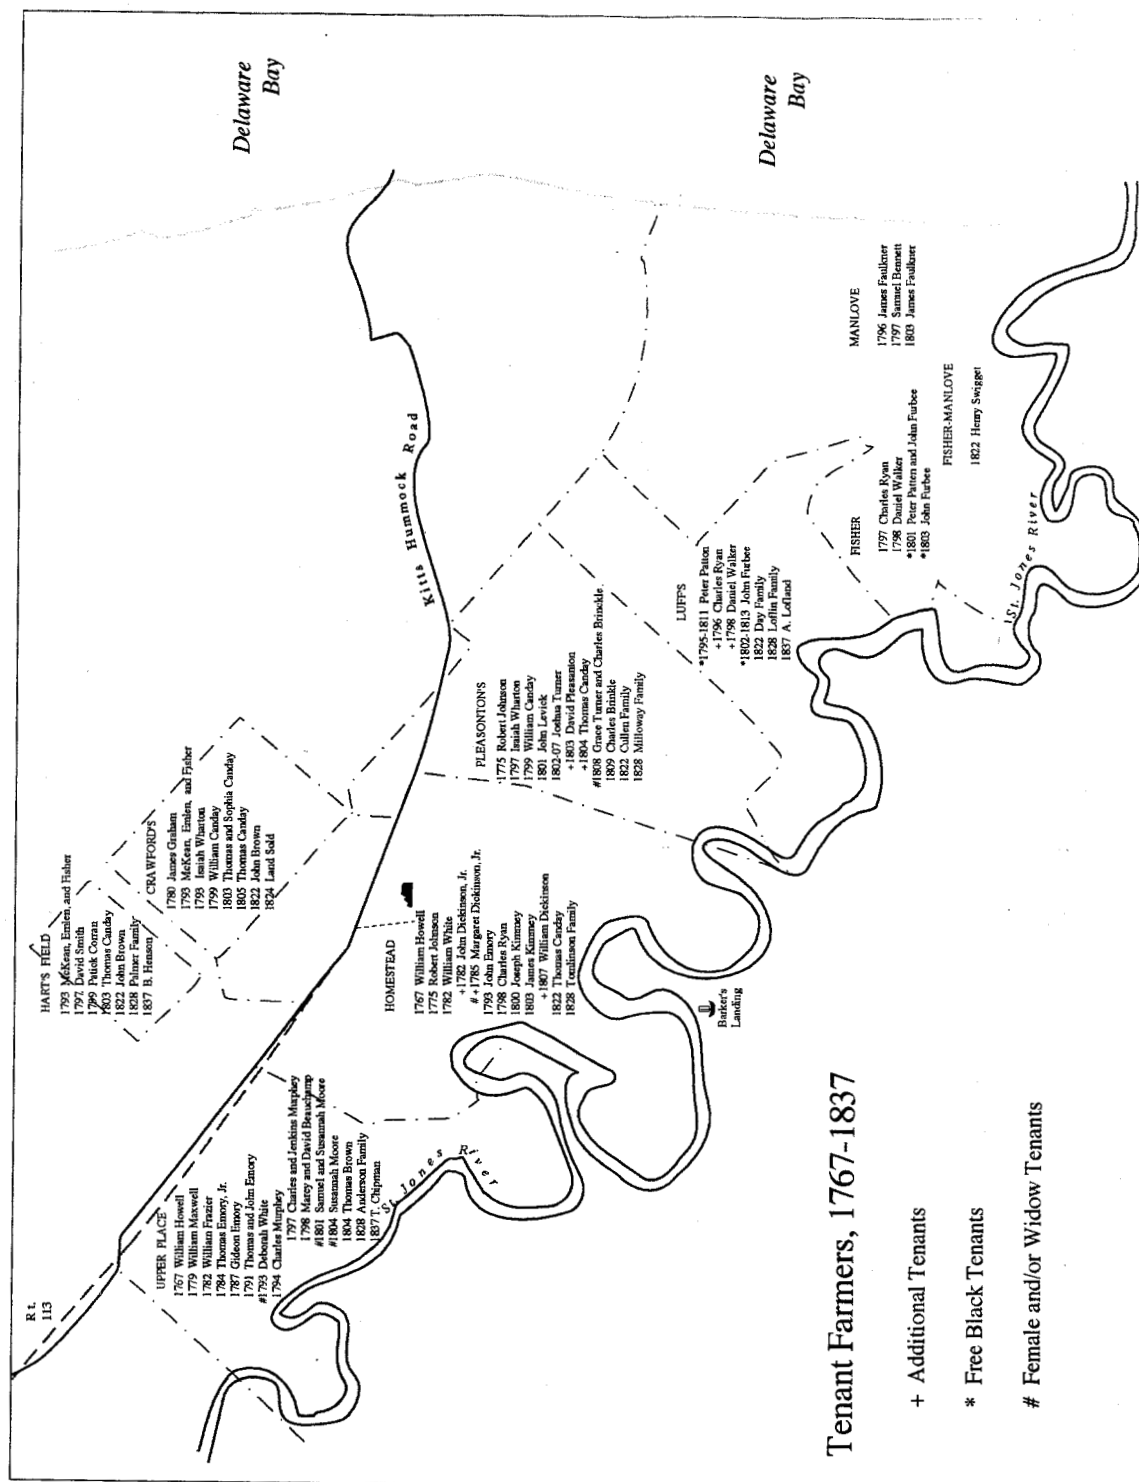 Rt.
113
Delaware
Bay
Delaware
Bay
Kitts Hummock Road
HART'S FIELD
1793 McKean, Emlen, and Fisher
1797 David Smith
1799 Patick Corran
1803 Thomas Canday
1822 John Brown
1828 Palmer Family
1837 B. Henson
CRAWFORD'S
1780 James Graham
1793 McKean, Emlen, and Fisher
1793 Isaiah Wharton
1799 William Canday
1803 Thomas and Sophia Canday
1805 Thomas Canday
1822 John Brown
1824 Land Sold
UPPER PLACE
1767 William Howell
1779 William Maxwell
1782 William Frazier
1784 Thomas Emory, Jr.
1787 Gideon Emory
1791 Thomas and John Emory
#1793 Deborah White
1794 Charles Murphey
1797 Charles and Jenkins Murphey
1798 Marcy and David Beauchamp
#1801 Samuel and Susannah Moore
#1804 Susannah Moore
1804 Thomas Brown
1828 Anderson Family
1837 T. Chipman
St. Jones River
HOMESTEAD
1767 William Howell
1775 Robert Johnson
1782 William White
+1782 John Dickinson, Jr.
# +1785 Margaret Dickinson, Jr.
1793 John Emory
1798 Charles Ryan
1800 Joseph Kimmey
1803 James Kimmey
+1807 William Dickinson
1822 Thomas Canday
1828 Tomlinson Family
Barker's
Landing
PLEASONTON'S
1775 Robert Johnson
1797 Isaiah Wharton
1799 William Canday
1801 John Levick
1802-07 Joshua Turner
+1803 David Pleasanton
+1804 Thomas Canday
#1808 Grace Turner and Charles Brinckle
1809 Charles Brinkle
1822 Cullen Family
1828 Milloway Family
LUFFS
*1795-1811 Peter Patton
+1796 Charles Ryan
+1798 Daniel Walker
*1802-1813 John Furbee
1822 Day Family
1828 Loflin Family
1837 A. Lofland
FISHER
1797 Charles Ryan
1798 Daniel Walker
*1801 Peter Patten and John Furbee
*1803 John Furbee
MANLOVE
1796 James Faulkner
1797 Samuel Bennett
1803 James Faulkner
FISHER-MANLOVE
1822 Henry Swigget
St. Jones River
Tenant Farmers, 1767-1837
+ Additional Tenants
* Free Black Tenants
# Female and/or Widow Tenants